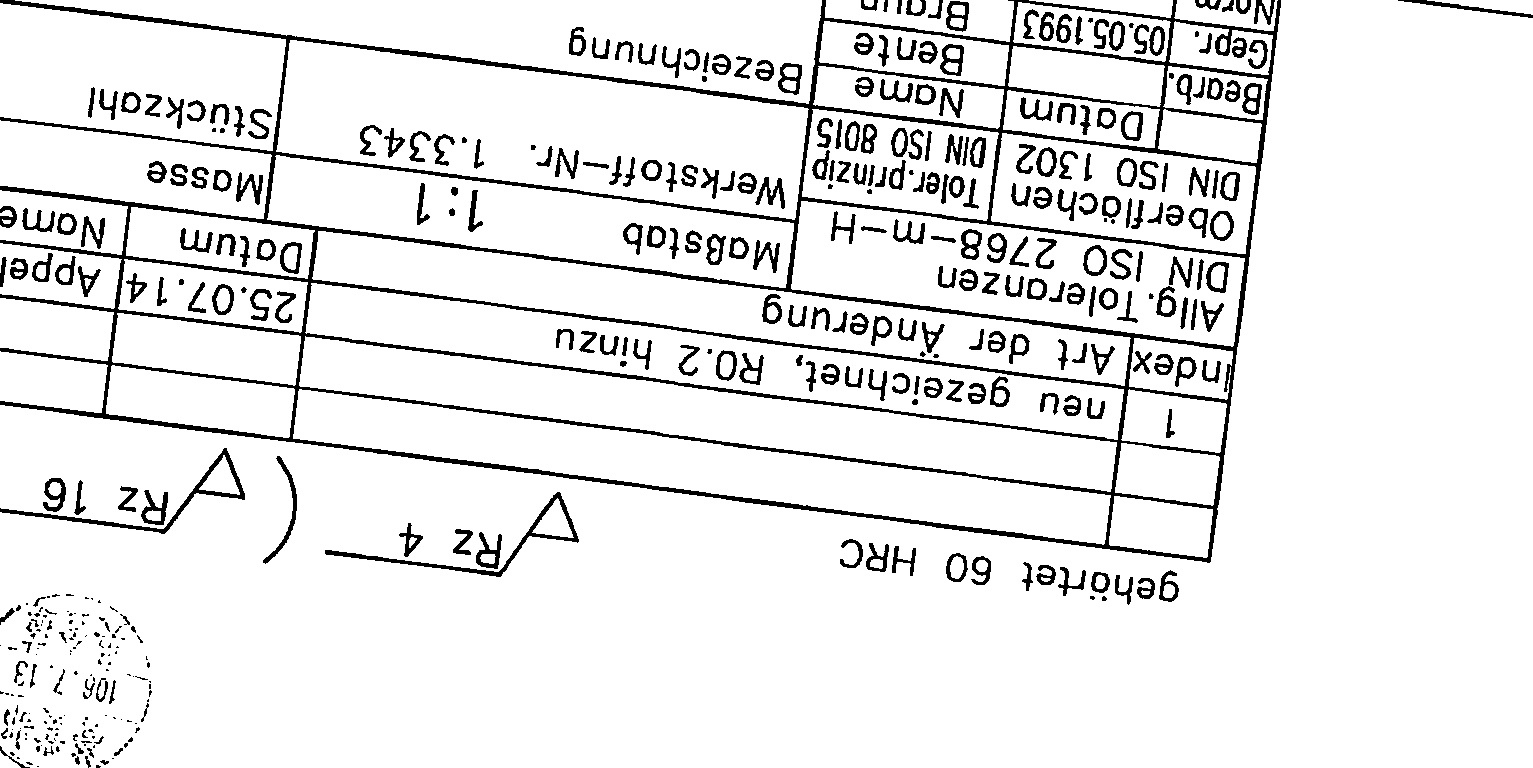 106. 7. 13
gehärtet 60 HRC Rz 4 ( Rz 16
1 neu gezeichnet, R0.2 hinzu 25.07.14 Appel
Index Art der Änderung Datum Name
Allg. Toleranzen
DIN ISO 2768-m-H
Maßstab 1:1
Masse
Oberflächen
DIN ISO 1302
Toler.prinzip
DIN ISO 8015
Werkstoff-Nr. 1.3343
Stückzahl
Datum Name
Bezeichnung
Bearb. Bente
Gepr. 05.05.1993 Braun
Norm